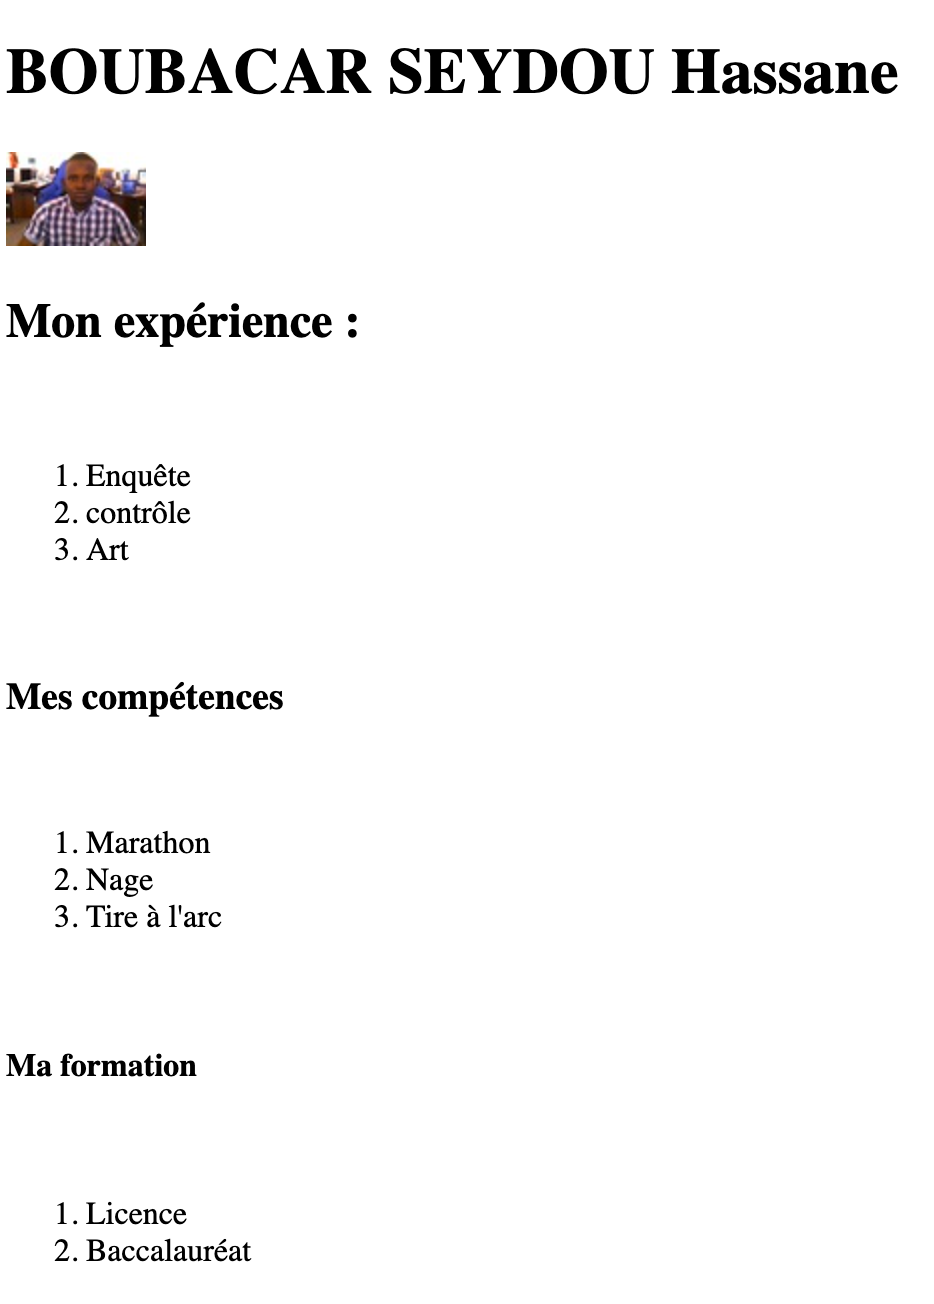 BOUBACAR SEYDOU Hassane
Mon expérience :
1. Enquête
2. contrôle
3. Art
Mes compétences
1. Marathon
2. Nage
3. Tire à l'arc
Ma formation
1. Licence
2. Baccalauréat